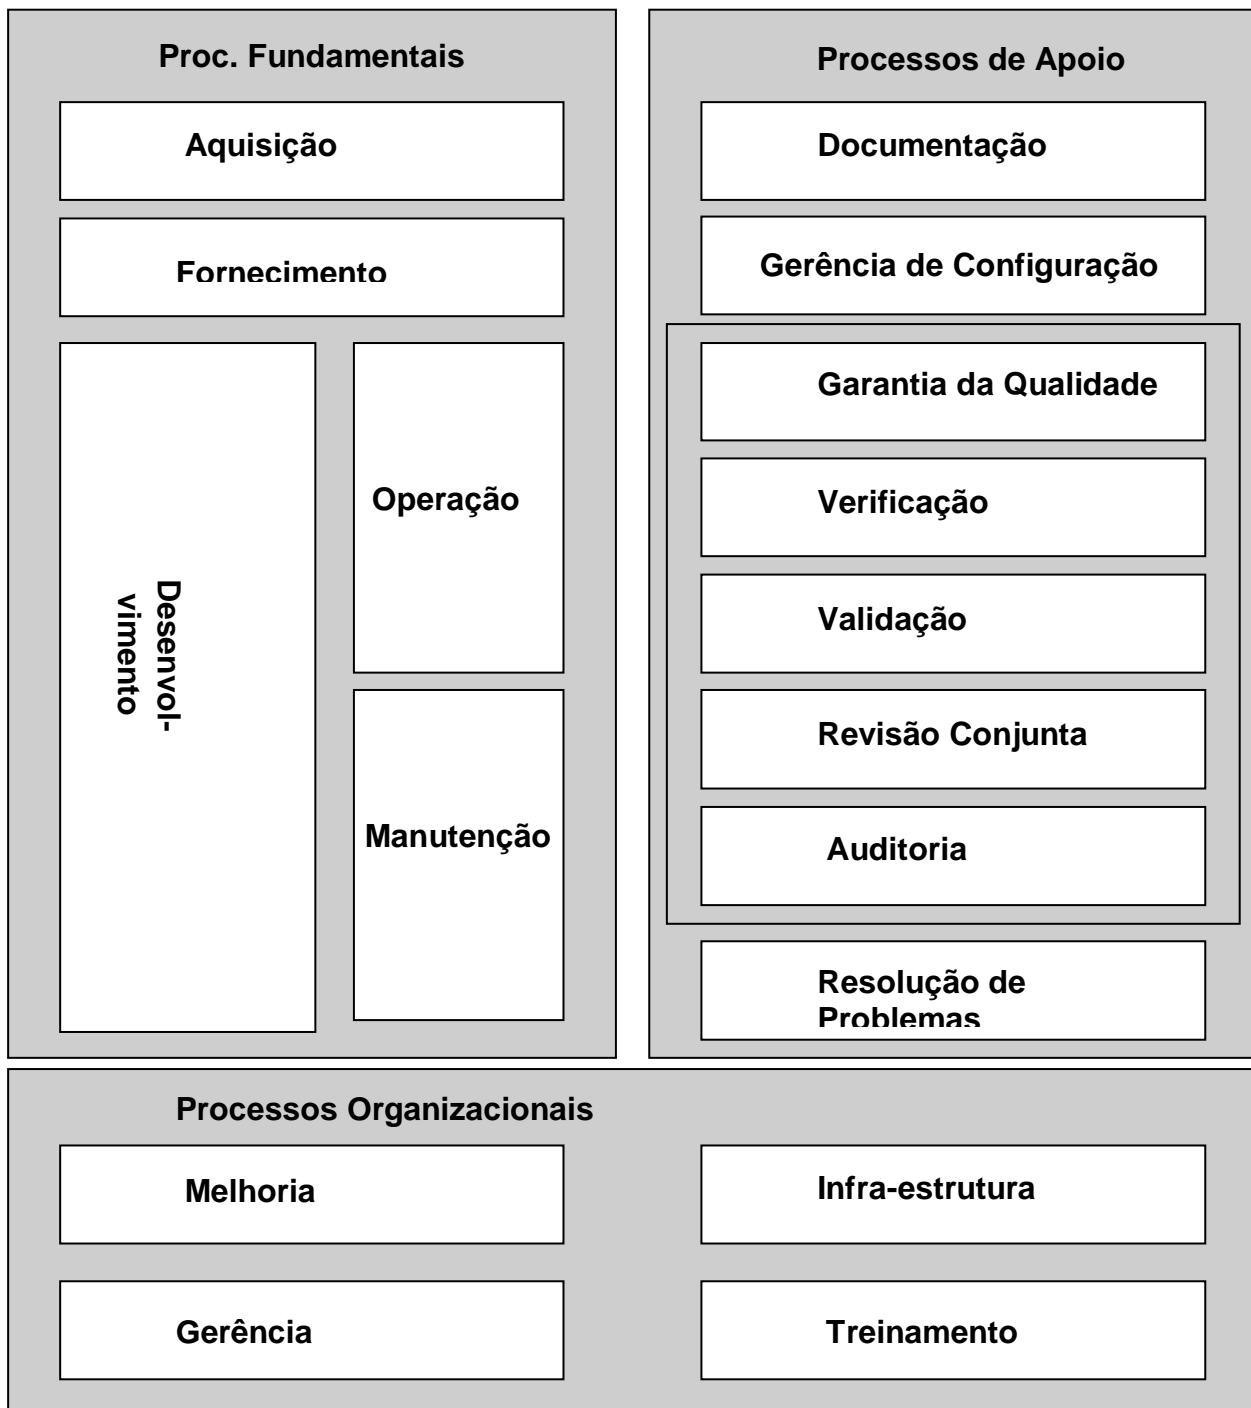 Proc. Fundamentais
Aquisição
Fornecimento
Desenvol-
vimento
Operação
Manutenção
Processos de Apoio
Documentação
Gerência de Configuração
Garantia da Qualidade
Verificação
Validação
Revisão Conjunta
Auditoria
Resolução de
Problemas
Processos Organizacionais
Melhoria
Infra-estrutura
Gerência
Treinamento